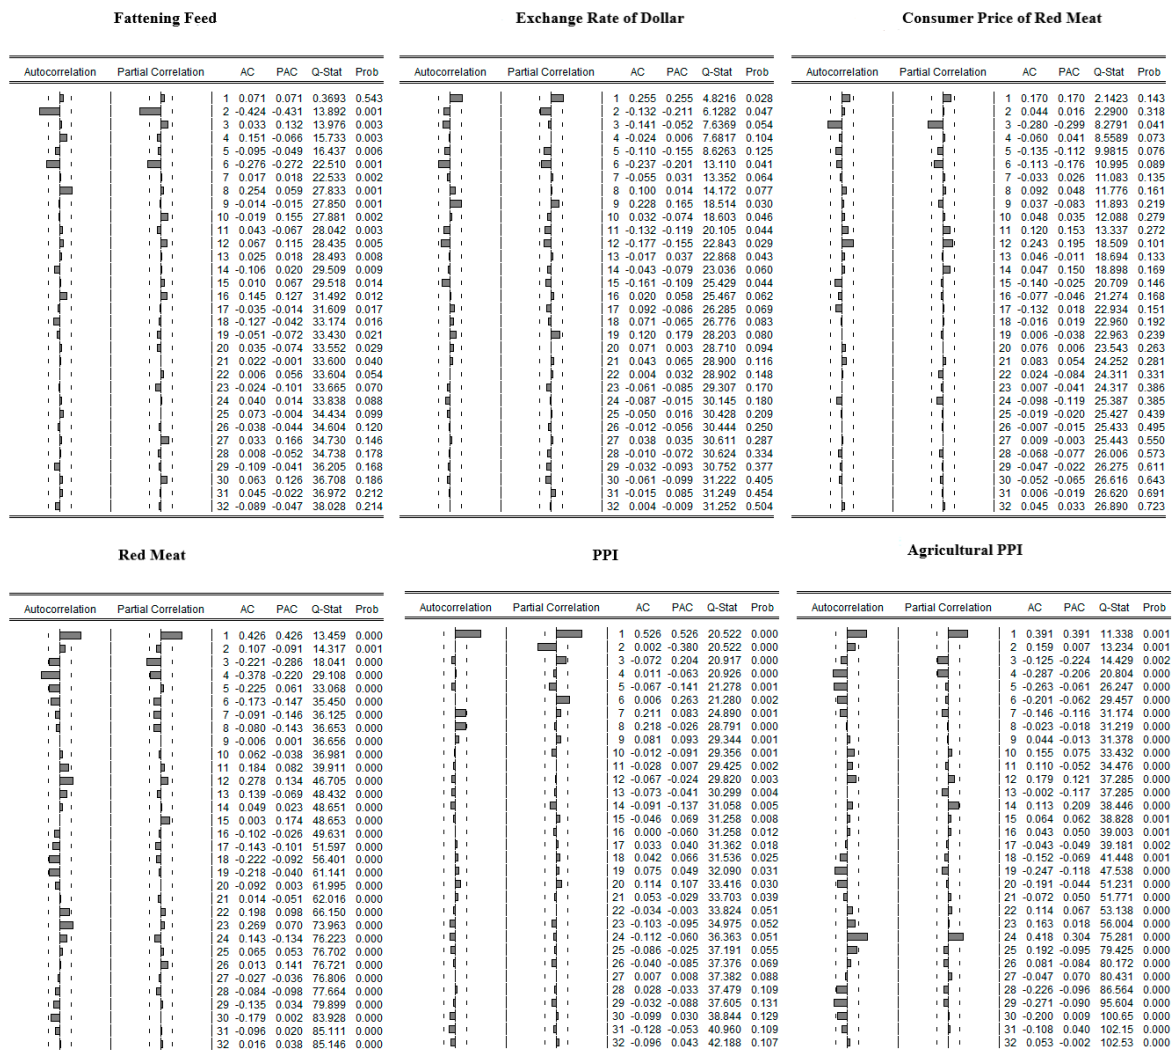 Fattening Feed
Autocorrelation Partial Correlation AC PAC Q-Stat Prob
1 0.071 0.071 0.3693 0.543
2 -0.424 -0.431 13.892 0.001
3 0.033 0.132 13.976 0.003
4 0.151 -0.066 15.733 0.003
5 -0.095 -0.049 16.437 0.006
6 -0.276 -0.272 22.510 0.001
7 0.017 0.018 22.533 0.002
8 0.254 0.059 27.833 0.001
9 -0.014 -0.015 27.850 0.001
10 -0.019 0.155 27.881 0.002
11 0.043 -0.067 28.042 0.003
12 0.067 0.115 28.435 0.005
13 0.025 0.018 28.493 0.008
14 -0.106 0.020 29.509 0.009
15 0.010 0.067 29.518 0.014
16 0.145 0.127 31.492 0.012
17 -0.035 -0.014 31.609 0.017
18 -0.127 -0.042 33.174 0.016
19 -0.051 -0.072 33.430 0.021
20 0.035 -0.074 33.552 0.029
21 0.022 -0.001 33.600 0.040
22 0.006 0.056 33.604 0.054
23 -0.024 -0.101 33.665 0.070
24 0.040 0.014 33.838 0.088
25 0.073 -0.004 34.434 0.099
26 -0.038 -0.044 34.604 0.120
27 0.033 0.166 34.730 0.146
28 0.008 -0.052 34.738 0.178
29 -0.109 -0.041 36.205 0.168
30 0.063 0.126 36.708 0.186
31 0.045 -0.022 36.972 0.212
32 -0.089 -0.047 38.028 0.214
Exchange Rate of Dollar
Autocorrelation Partial Correlation AC PAC Q-Stat Prob
1 0.255 0.255 4.8216 0.028
2 -0.132 -0.211 6.1282 0.047
3 -0.141 -0.052 7.6369 0.054
4 -0.024 0.006 7.6817 0.104
5 -0.110 -0.155 8.6263 0.125
6 -0.237 -0.201 13.110 0.041
7 -0.055 0.031 13.352 0.064
8 0.100 0.014 14.172 0.077
9 0.228 0.165 18.514 0.030
10 0.032 -0.074 18.603 0.046
11 -0.132 -0.119 20.105 0.044
12 -0.177 -0.155 22.843 0.029
13 -0.017 0.037 22.868 0.043
14 -0.043 -0.079 23.036 0.060
15 -0.161 -0.109 25.429 0.044
16 0.020 0.058 25.467 0.062
17 0.092 -0.086 26.285 0.069
18 0.071 -0.065 26.776 0.083
19 0.120 0.179 28.203 0.080
20 0.071 0.003 28.710 0.094
21 0.043 0.065 28.900 0.116
22 0.004 0.032 28.902 0.148
23 -0.061 -0.085 29.307 0.170
24 -0.087 -0.015 30.145 0.180
25 -0.050 0.016 30.428 0.209
26 -0.012 -0.056 30.444 0.250
27 0.038 0.035 30.611 0.287
28 -0.010 -0.072 30.624 0.334
29 -0.032 -0.093 30.752 0.377
30 -0.061 -0.099 31.222 0.405
31 -0.015 0.085 31.249 0.454
32 0.004 -0.009 31.252 0.504
Consumer Price of Red Meat
Autocorrelation Partial Correlation AC PAC Q-Stat Prob
1 0.170 0.170 2.1423 0.143
2 0.044 0.016 2.2900 0.318
3 -0.280 -0.299 8.2791 0.041
4 -0.060 0.041 8.5589 0.073
5 -0.135 -0.112 9.9815 0.076
6 -0.113 -0.176 10.995 0.089
7 -0.033 0.026 11.083 0.135
8 0.092 0.048 11.776 0.161
9 0.037 -0.083 11.893 0.219
10 0.048 0.035 12.088 0.279
11 0.120 0.153 13.337 0.272
12 0.243 0.195 18.509 0.101
13 0.046 -0.011 18.694 0.133
14 0.047 0.150 18.898 0.169
15 -0.140 -0.025 20.709 0.146
16 -0.077 -0.046 21.274 0.168
17 -0.132 0.018 22.934 0.151
18 -0.016 0.019 22.960 0.192
19 0.006 -0.038 22.963 0.239
20 0.076 0.006 23.543 0.263
21 0.083 0.054 24.252 0.281
22 0.024 -0.084 24.311 0.331
23 0.007 -0.041 24.317 0.386
24 -0.098 -0.119 25.387 0.385
25 -0.019 -0.020 25.427 0.439
26 -0.007 -0.015 25.433 0.495
27 0.009 -0.003 25.443 0.550
28 -0.068 -0.077 26.006 0.573
29 -0.047 -0.022 26.275 0.611
30 -0.052 -0.065 26.616 0.643
31 0.006 -0.019 26.620 0.691
32 0.045 0.033 26.890 0.723
Red Meat
Autocorrelation Partial Correlation AC PAC Q-Stat Prob
1 0.426 0.426 13.459 0.000
2 0.107 -0.091 14.317 0.001
3 -0.221 -0.286 18.041 0.000
4 -0.378 -0.220 29.108 0.000
5 -0.225 0.061 33.068 0.000
6 -0.173 -0.147 35.450 0.000
7 -0.091 -0.146 36.125 0.000
8 -0.080 -0.143 36.653 0.000
9 -0.006 0.001 36.656 0.000
10 0.062 -0.038 36.981 0.000
11 0.184 0.082 39.911 0.000
12 0.278 0.134 46.705 0.000
13 0.139 -0.069 48.432 0.000
14 0.049 0.023 48.651 0.000
15 0.003 0.174 48.653 0.000
16 -0.102 -0.026 49.631 0.000
17 -0.143 -0.101 51.597 0.000
18 -0.222 -0.092 56.401 0.000
19 -0.218 -0.040 61.141 0.000
20 -0.092 0.003 61.995 0.000
21 0.014 -0.051 62.016 0.000
22 0.198 0.098 66.150 0.000
23 0.269 0.070 73.963 0.000
24 0.143 -0.134 76.223 0.000
25 0.065 0.053 76.702 0.000
26 0.013 0.141 76.721 0.000
27 -0.027 -0.036 76.806 0.000
28 -0.084 -0.098 77.664 0.000
29 -0.135 0.034 79.899 0.000
30 -0.179 0.002 83.928 0.000
31 -0.096 0.020 85.111 0.000
32 0.016 0.038 85.146 0.000
PPI
Autocorrelation Partial Correlation AC PAC Q-Stat Prob
1 0.526 0.526 20.522 0.000
2 0.002 -0.380 20.522 0.000
3 -0.072 0.204 20.917 0.000
4 0.011 -0.063 20.926 0.000
5 -0.067 -0.141 21.278 0.001
6 0.006 0.263 21.280 0.002
7 0.211 0.083 24.890 0.001
8 0.218 -0.026 28.791 0.000
9 0.081 0.093 29.344 0.001
10 -0.012 -0.091 29.356 0.001
11 -0.028 0.007 29.425 0.002
12 -0.067 -0.024 29.820 0.003
13 -0.073 -0.041 30.299 0.004
14 -0.091 -0.137 31.058 0.005
15 -0.046 0.069 31.258 0.008
16 0.000 -0.060 31.258 0.012
17 0.033 0.040 31.362 0.018
18 0.042 0.066 31.536 0.025
19 0.075 0.049 32.090 0.031
20 0.114 0.107 33.416 0.030
21 0.053 -0.029 33.703 0.039
22 -0.034 -0.003 33.824 0.051
23 -0.103 -0.095 34.975 0.052
24 -0.112 -0.060 36.363 0.051
25 -0.086 -0.025 37.191 0.055
26 -0.040 -0.085 37.376 0.069
27 0.007 0.008 37.382 0.088
28 0.028 -0.033 37.479 0.109
29 -0.032 -0.088 37.605 0.131
30 -0.099 0.030 38.844 0.129
31 -0.128 -0.053 40.960 0.109
32 -0.096 0.043 42.188 0.107
Agricultural PPI
Autocorrelation Partial Correlation AC PAC Q-Stat Prob
1 0.391 0.391 11.338 0.001
2 0.159 0.007 13.234 0.001
3 -0.125 -0.224 14.429 0.002
4 -0.287 -0.206 20.804 0.000
5 -0.263 -0.061 26.247 0.000
6 -0.201 -0.062 29.457 0.000
7 -0.146 -0.116 31.174 0.000
8 -0.023 -0.018 31.219 0.000
9 0.044 -0.013 31.378 0.000
10 0.155 0.075 33.432 0.000
11 0.110 -0.052 34.476 0.000
12 0.179 0.121 37.285 0.000
13 -0.002 -0.117 37.285 0.000
14 0.113 0.209 38.446 0.000
15 0.064 0.062 38.828 0.001
16 0.043 0.050 39.003 0.001
17 -0.043 -0.049 39.181 0.002
18 -0.152 -0.069 41.448 0.001
19 -0.247 -0.118 47.538 0.000
20 -0.191 -0.044 51.231 0.000
21 -0.072 0.050 51.771 0.000
22 0.114 0.067 53.138 0.000
23 0.163 0.018 56.004 0.000
24 0.418 0.304 75.281 0.000
25 0.192 -0.095 79.425 0.000
26 0.081 -0.084 80.172 0.000
27 -0.047 0.070 80.431 0.000
28 -0.226 -0.096 86.564 0.000
29 -0.271 -0.090 95.604 0.000
30 -0.200 0.009 100.65 0.000
31 -0.108 0.040 102.15 0.000
32 0.053 -0.002 102.53 0.000